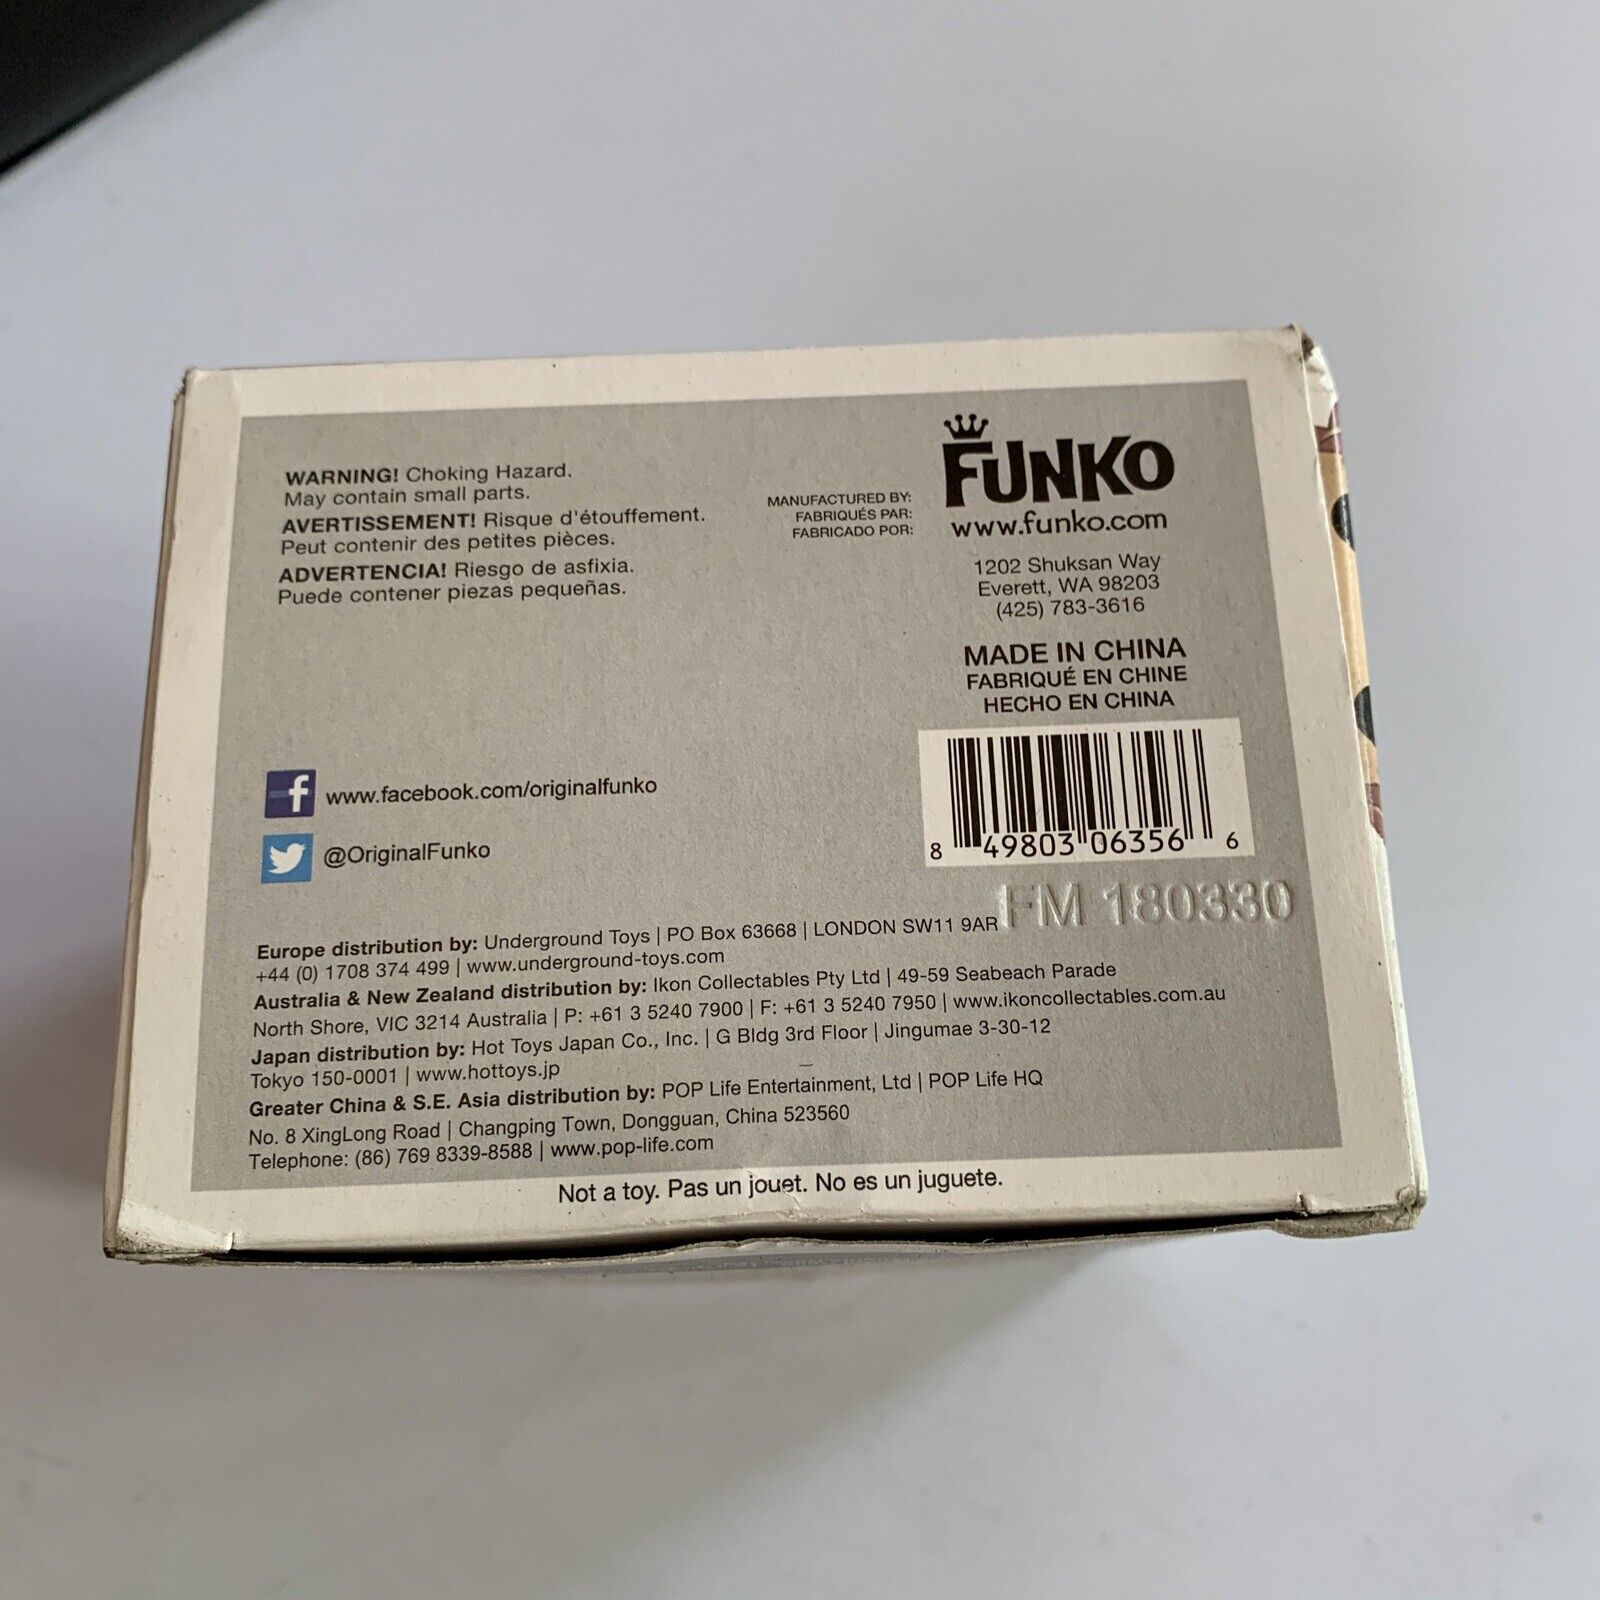 WARNING! Choking Hazard.
May contain small parts.
AVERTISSEMENT! Risque d'étouffement.
Peut contenir des petites pièces.
ADVERTENCIA! Riesgo de asfixia.
Puede contener piezas pequeñas.
MANUFACTURED BY:
FABRIQUÉS PAR:
FABRICADO POR:
FUNKO
www.funko.com
1202 Shuksan Way
Everett, WA 98203
(425) 783-3616
MADE IN CHINA
FABRIQUÉ EN CHINE
HECHO EN CHINA
8 49803 06356 6
FM 180330
f www.facebook.com/originalfunko
@OriginalFunko
Europe distribution by: Underground Toys | PO Box 63668 | LONDON SW11 9AR
+44 (0) 1708 374 499 | www.underground-toys.com
Australia & New Zealand distribution by: Ikon Collectables Pty Ltd | 49-59 Seabeach Parade
North Shore, VIC 3214 Australia | P: +61 3 5240 7900 | F: +61 3 5240 7950 | www.ikoncollectables.com.au
Japan distribution by: Hot Toys Japan Co., Inc. | G Bldg 3rd Floor | Jingumae 3-30-12
Tokyo 150-0001 | www.hottoys.jp
Greater China & S.E. Asia distribution by: POP Life Entertainment, Ltd | POP Life HQ
No. 8 XingLong Road | Changping Town, Dongguan, China 523560
Telephone: (86) 769 8339-8588 | www.pop-life.com
Not a toy. Pas un jouet. No es un juguete.